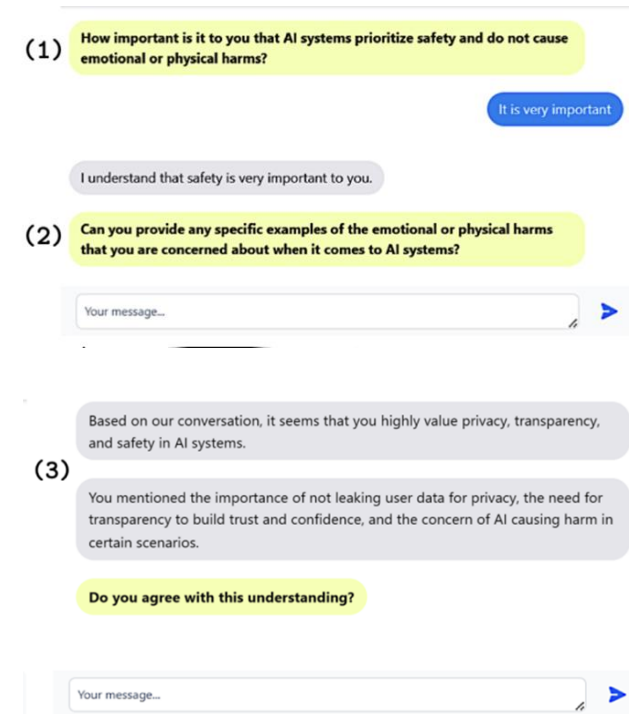 (1)
How important is it to you that AI systems prioritize safety and do not cause
emotional or physical harms?
It is very important
I understand that safety is very important to you.
(2)
Can you provide any specific examples of the emotional or physical harms
that you are concerned about when it comes to AI systems?
Your message...
Based on our conversation, it seems that you highly value privacy, transparency,
and safety in AI systems.
(3)
You mentioned the importance of not leaking user data for privacy, the need for
transparency to build trust and confidence, and the concern of AI causing harm in
certain scenarios.
Do you agree with this understanding?
Your message...